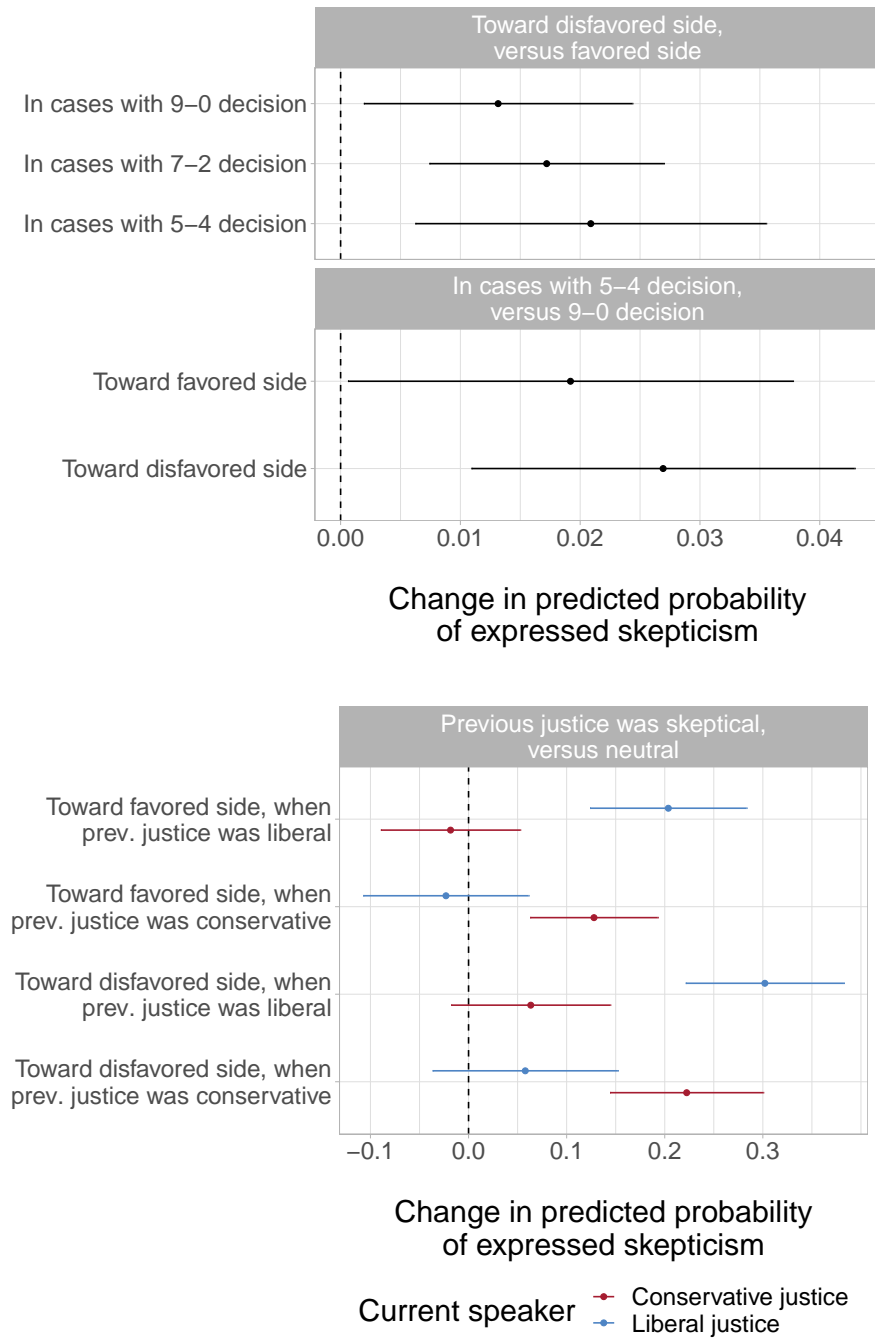 Toward disfavored side,
versus favored side
In cases with 9−0 decision
In cases with 7−2 decision
In cases with 5−4 decision
In cases with 5−4 decision,
versus 9−0 decision
Toward favored side
Toward disfavored side
0.00 0.01 0.02 0.03 0.04
Change in predicted probability
of expressed skepticism
Previous justice was skeptical,
versus neutral
Toward favored side, when
prev. justice was liberal
Toward favored side, when
prev. justice was conservative
Toward disfavored side, when
prev. justice was liberal
Toward disfavored side, when
prev. justice was conservative
−0.1 0.0 0.1 0.2 0.3
Change in predicted probability
of expressed skepticism
Current speaker
Conservative justice
Liberal justice